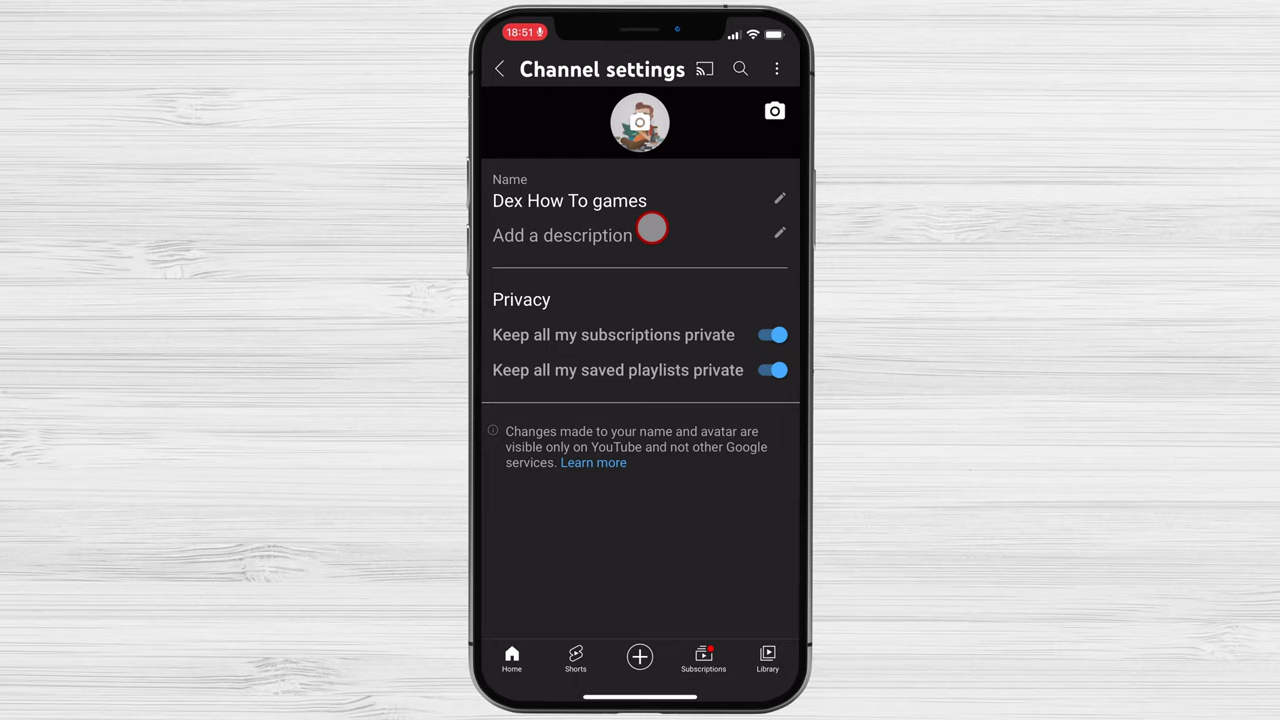 18:51
Channel settings
Name
Dex How To games
Add a description
Privacy
Keep all my subscriptions private
Keep all my saved playlists private
Changes made to your name and avatar are
visible only on YouTube and not other Google
services. Learn more
Home
Shorts
Subscriptions
Library